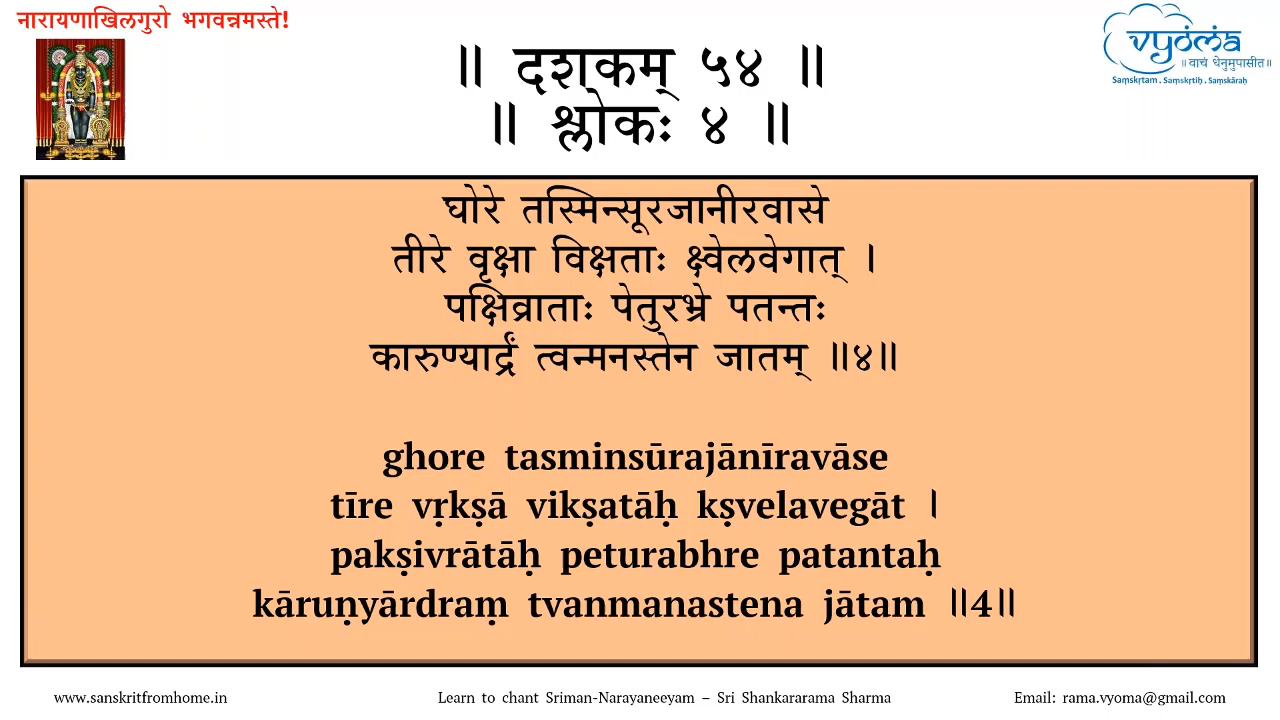 नारायणाखिलगुरो भगवन्नमस्ते!
vyoma
॥ वाचं धेनुमुपासीत॥
Saṃskṛtam . Saṃskṛtiḥ . Saṃskārāḥ
॥ दशकम् ५४ ॥
॥ श्लोकः ४ ॥
घोरे तस्मिन्सूरजानीरवासे
तीरे वृक्षा विक्षताः क्ष्वेलवेगात् ।
पक्षिव्राताः पेतुरभ्रे पतन्तः
कारुण्यार्द्रं त्वन्मनस्तेन जातम् ॥४॥
ghore tasminsūrajānīravāse
tīre vṛkṣā vikṣatāḥ kṣvelavegāt ।
pakṣivrātāḥ peturabhre patantaḥ
kāruṇyārdraṃ tvanmanastena jātam ॥4॥
www.sanskritfromhome.in
Learn to chant Sriman-Narayaneeyam – Sri Shankararama Sharma
Email: rama.vyoma@gmail.com